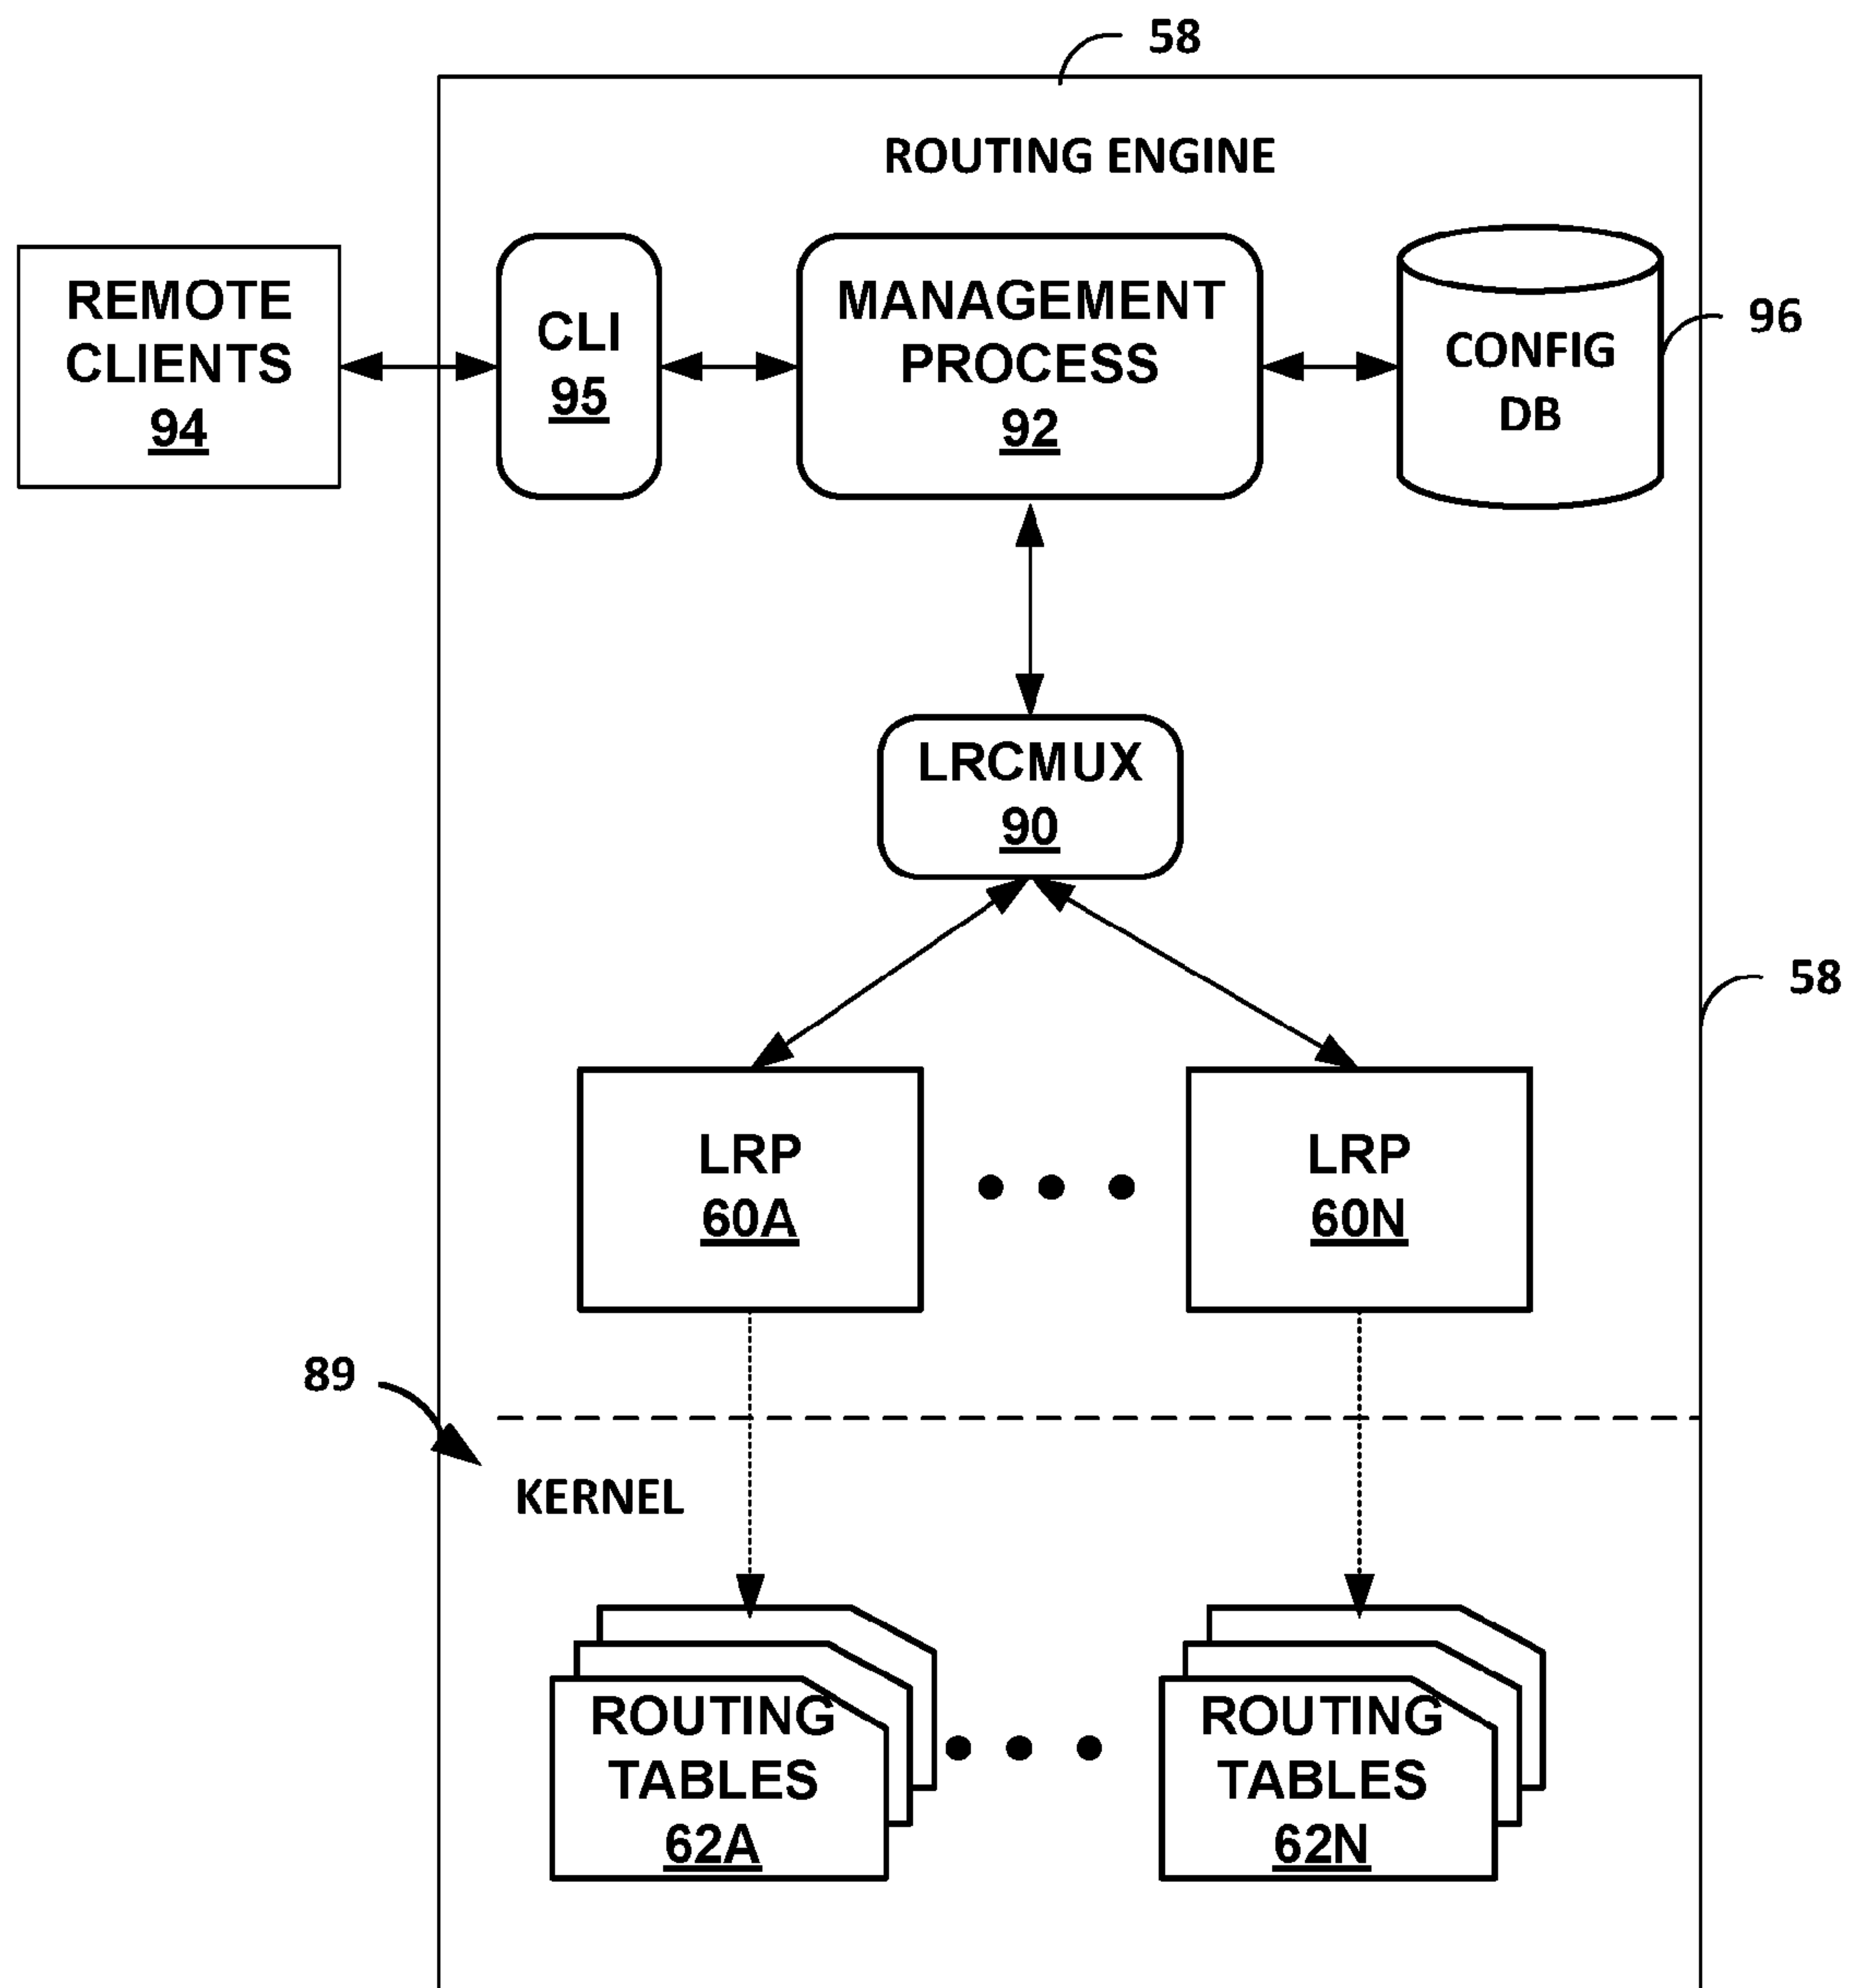 58
ROUTING ENGINE
REMOTE
CLIENTS
94
CLI
95
MANAGEMENT
PROCESS
92
CONFIG
DB
96
LRCMUX
90
58
LRP
60A
LRP
60N
89
KERNEL
ROUTING
TABLES
62A
ROUTING
TABLES
62N